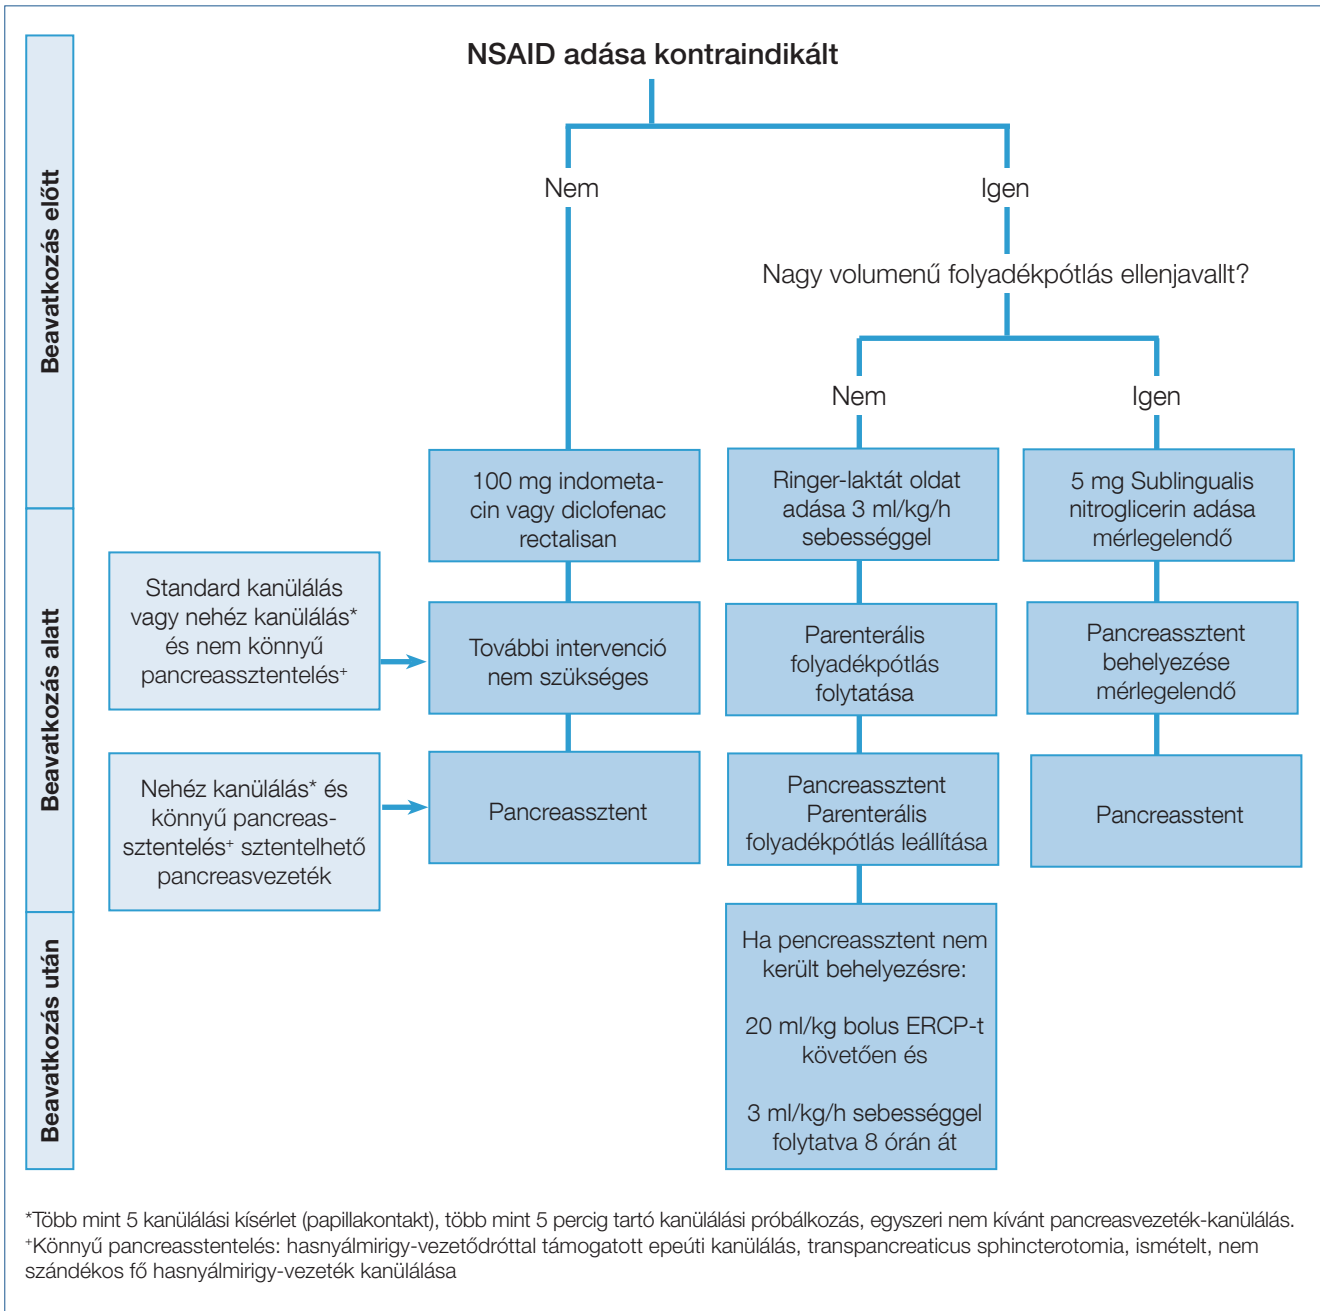 NSAID adása kontraindikált
Beavatkozás előtt
Nem
Igen
Nagy volumenű folyadékpótlás ellenjavallt?
Nem
Igen
100 mg indometa-
cin vagy diclofenac
rectalisan
Ringer-laktát oldat
adása 3 ml/kg/h
sebességgel
5 mg Sublingualis
nitroglicerin adása
mérlegelendő
Beavatkozás alatt
Standard kanülálás
vagy nehéz kanülálás*
és nem könnyű
pancreassztentelés⁺
További intervenció
nem szükséges
Parenterális
folyadékpótlás
folytatása
Pancreassztent
behelyezése
mérlegelendő
Nehéz kanülálás* és
könnyű pancreas-
sztentelés⁺ sztentelhető
pancreasvezeték
Pancreassztent
Pancreassztent
Parenterális
folyadékpótlás leállítása
Pancreasstent
Beavatkozás után
Ha pencreassztent nem
került behelyezésre:
20 ml/kg bolus ERCP-t
követően és
3 ml/kg/h sebességgel
folytatva 8 órán át
*Több mint 5 kanülálási kísérlet (papillakontakt), több mint 5 percig tartó kanülálási próbálkozás, egyszeri nem kívánt pancreasvezeték-kanülálás.
⁺Könnyű pancreasstentelés: hasnyálmirigy-vezetődróttal támogatott epeúti kanülálás, transpancreaticus sphincterotomia, ismételt, nem
szándékos fő hasnyálmirigy-vezeték kanülálása